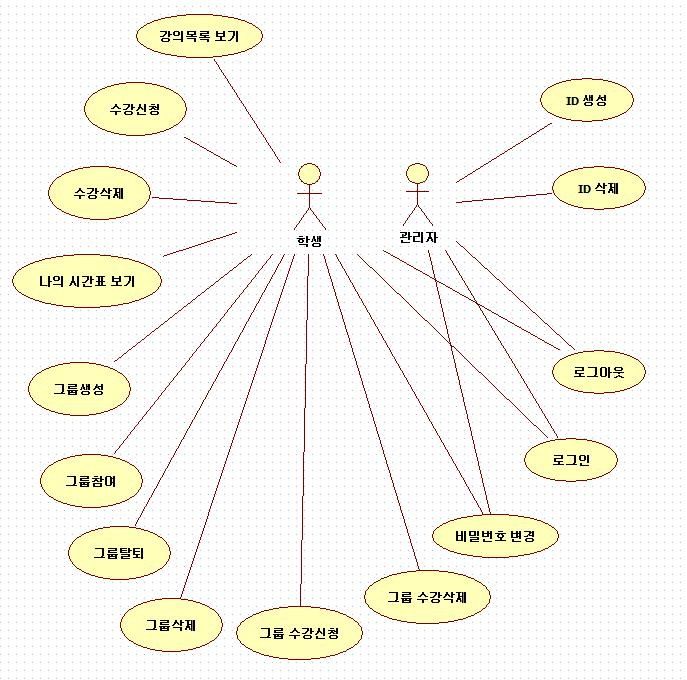 강의목록 보기
수강신청
ID 생성
수강삭제
ID 삭제
학생
관리자
나의 시간표 보기
그룹생성
로그아웃
로그인
그룹참여
비밀번호 변경
그룹탈퇴
그룹 수강삭제
그룹삭제
그룹 수강신청